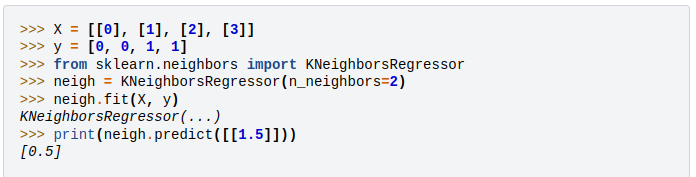 >>> X = [[0], [1], [2], [3]]
>>> y = [0, 0, 1, 1]
>>> from sklearn.neighbors import KNeighborsRegressor
>>> neigh = KNeighborsRegressor(n_neighbors=2)
>>> neigh.fit(X, y)
KNeighborsRegressor(...)
>>> print(neigh.predict([[1.5]]))
[0.5]